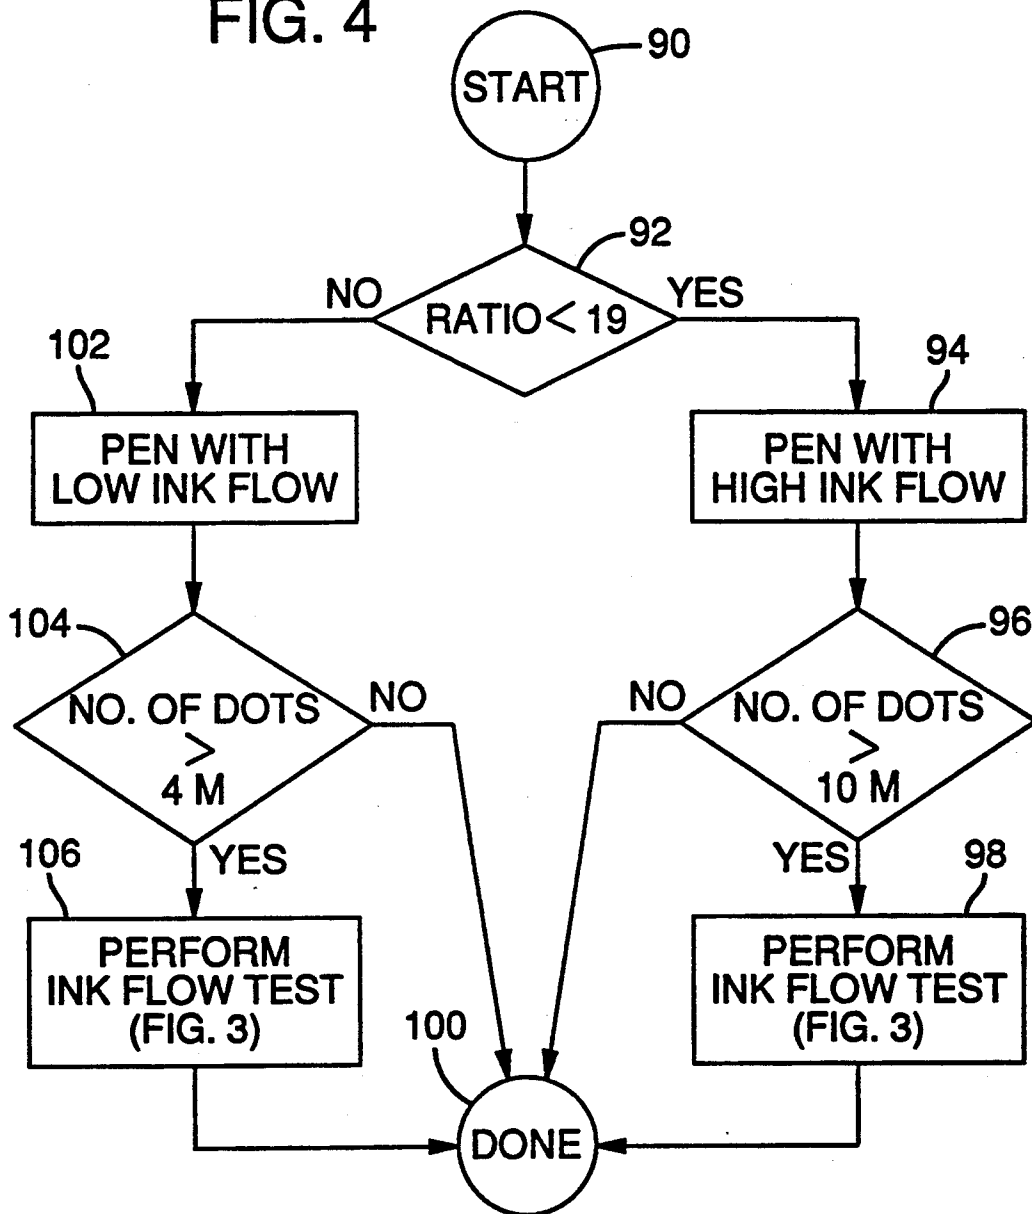 FIG. 4
START
90
92
NO
RATIO < 19
YES
102
94
PEN WITH
LOW INK FLOW
PEN WITH
HIGH INK FLOW
104
96
NO. OF DOTS
>
4 M
NO
NO
NO. OF DOTS
>
10 M
106
YES
YES
98
PERFORM
INK FLOW TEST
(FIG. 3)
PERFORM
INK FLOW TEST
(FIG. 3)
100
DONE